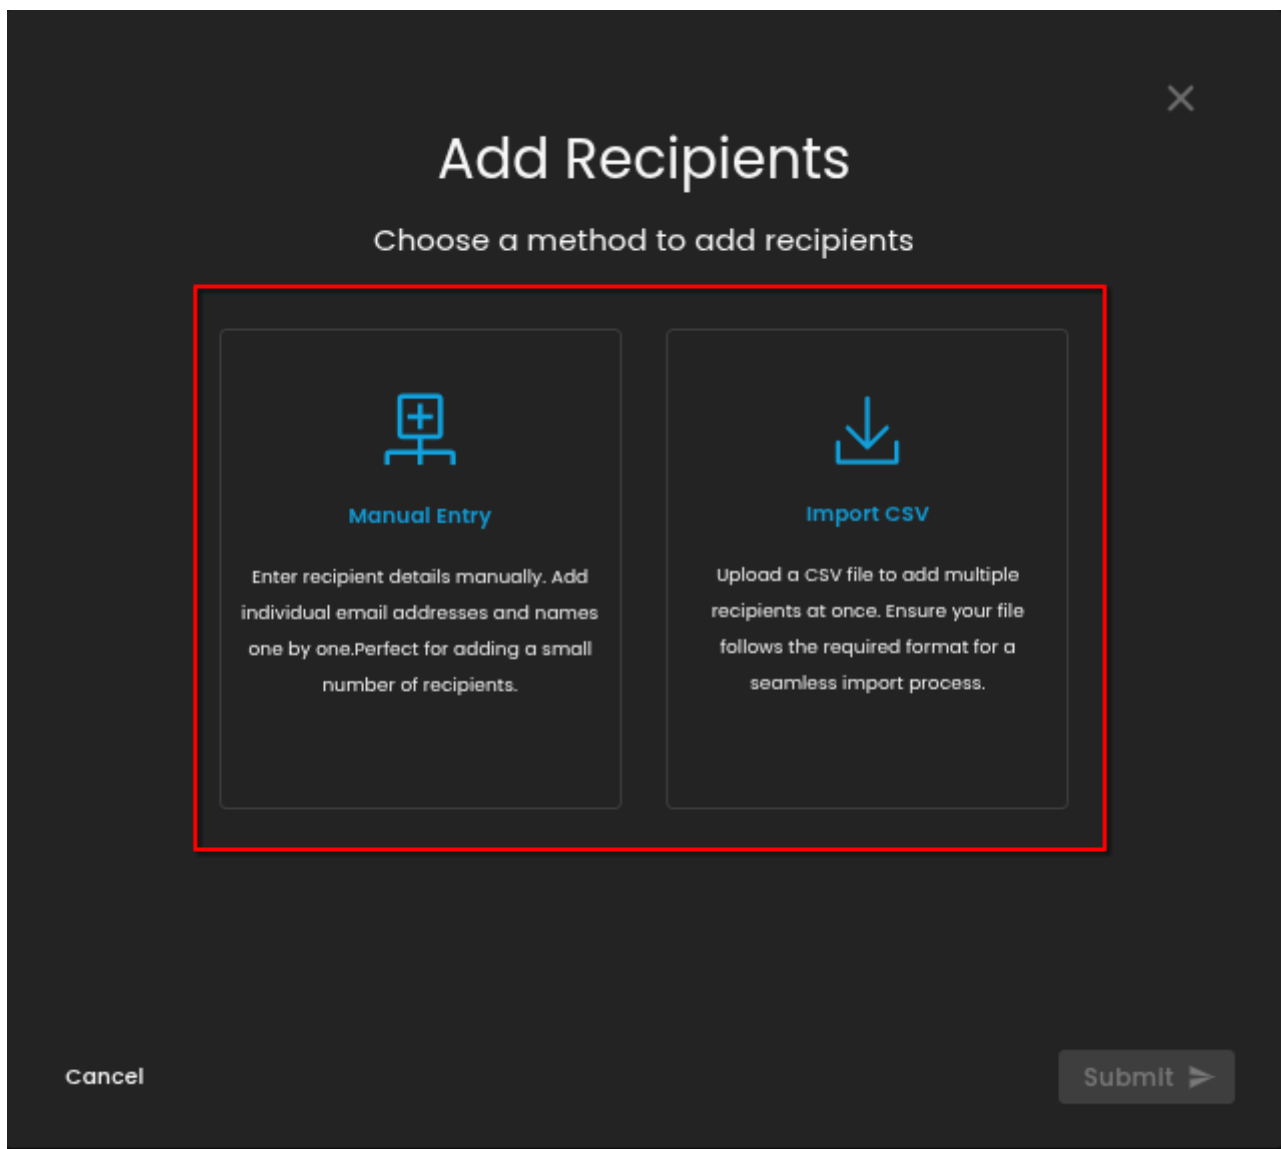 Add Recipients
Choose a method to add recipients
Manual Entry
Enter recipient details manually. Add
individual email addresses and names
one by one.Perfect for adding a small
number of recipients.
Import CSV
Upload a CSV file to add multiple
recipients at once. Ensure your file
follows the required format for a
seamless import process.
Cancel
Submit